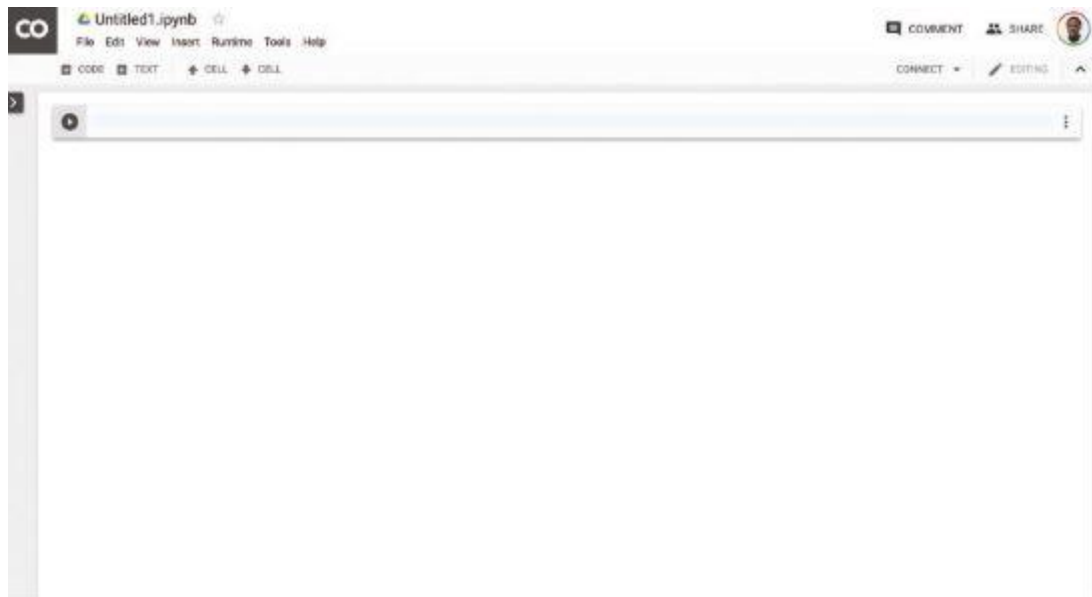 CO
Untitled1.ipynb
COMMENT SHARE
File Edit View Insert Runtime Tools Help
CODE TEXT CELL CELL
CONNECT EDITING